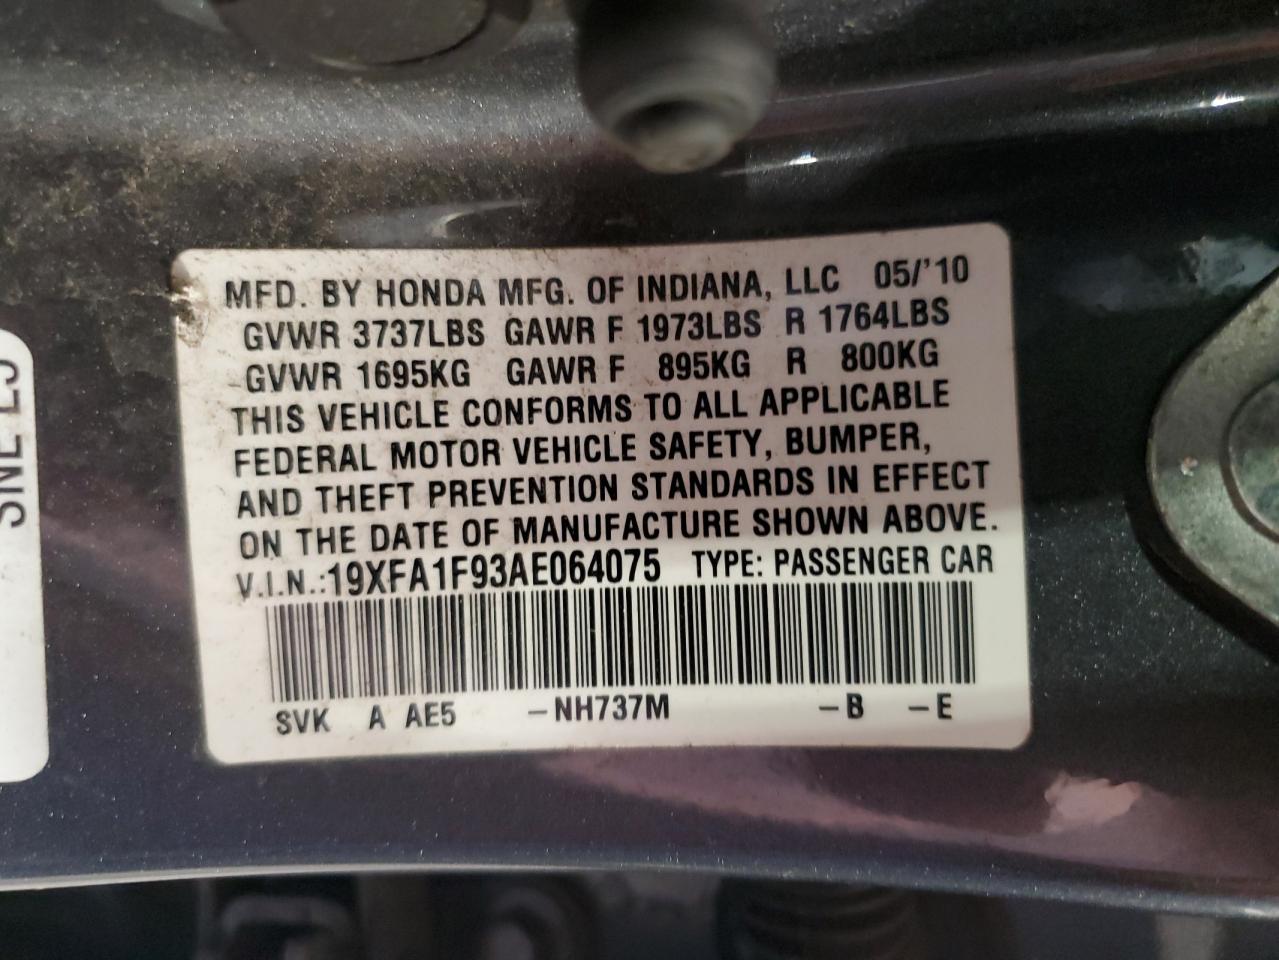 MFD. BY HONDA MFG. OF INDIANA, LLC 05/'10
GVWR 3737LBS GAWR F 1973LBS R 1764LBS
GVWR 1695KG GAWR F 895KG R 800KG
THIS VEHICLE CONFORMS TO ALL APPLICABLE
FEDERAL MOTOR VEHICLE SAFETY, BUMPER,
AND THEFT PREVENTION STANDARDS IN EFFECT
ON THE DATE OF MANUFACTURE SHOWN ABOVE.
V.I.N.:19XFA1F93AE064075 TYPE: PASSENGER CAR
SVK A AE5 -NH737M -B -E